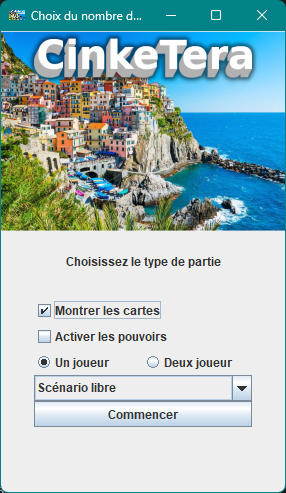 Choix du nombre d...
CinkeTera
Choisissez le type de partie
Montrer les cartes
Activer les pouvoirs
Un joueur Deux joueur
Scénario libre
Commencer